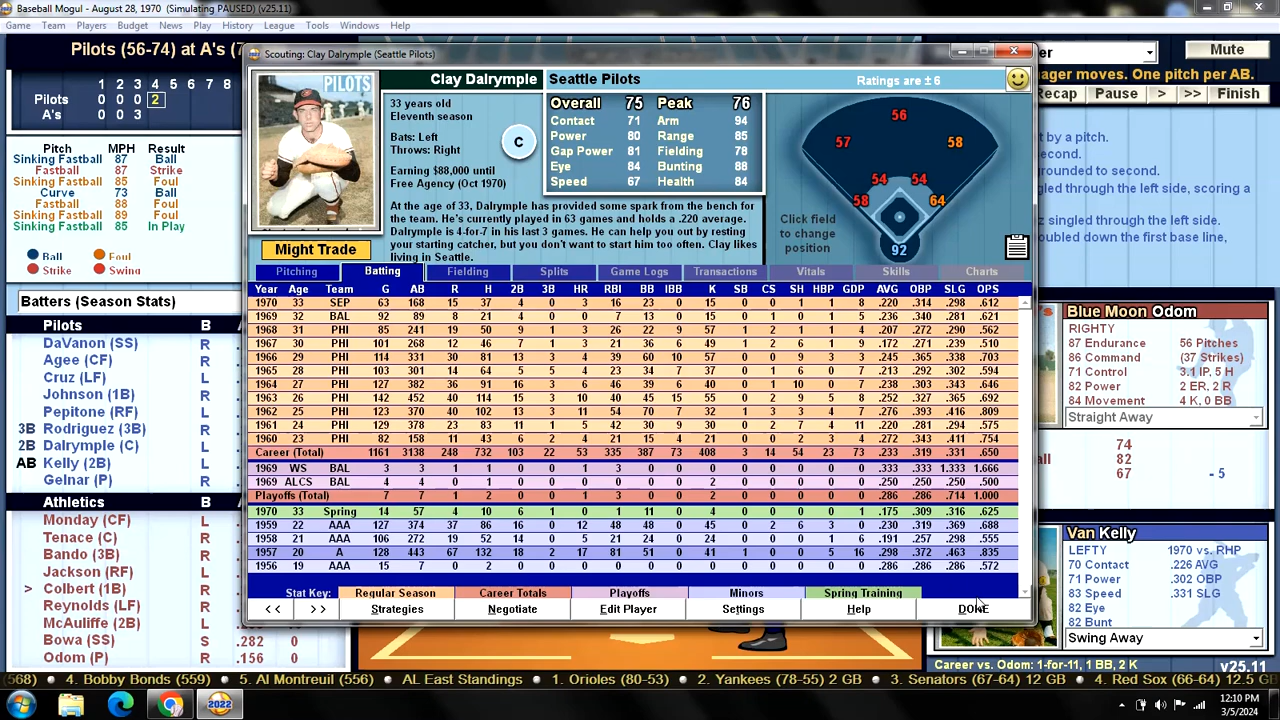 Baseball Mogul - August 28, 1970 (Simulating PAUSED) (v25.11)
Game Team Players Budget News Play History League Tools Windows Help
Pilots (56-74) at A's (7
1 2 3 4 5 6 7 8
Pilots 0 0 0 2
A's 0 0 3
Pitch MPH Result
Sinking Fastball 87 Ball
Fastball 87 Strike
Sinking Fastball 85 Foul
Curve 73 Ball
Fastball 88 Foul
Sinking Fastball 89 Foul
Sinking Fastball 85 In Play
Ball Foul
Strike Swing
Batters (Season Stats)
Pilots B
DaVanon (SS) R
Agee (CF) R
Cruz (LF) L
Johnson (1B) R
Pepitone (RF) L
3B Rodriguez (3B) R
2B Dalrymple (C) L
AB Kelly (2B) L
Gelnar (P) R
Athletics B
Monday (CF) L
Tenace (C) R
Bando (3B) R
Jackson (RF) L
> Colbert (1B) R
Reynolds (LF) R
McAuliffe (2B) L
Bowa (SS) S .282 0
Odom (P) R .156 0
Scouting: Clay Dalrymple (Seattle Pilots)
PILOTS
Clay Dalrymple
33 years old
Eleventh season
Bats: Left
Throws: Right
Earning $88,000 until
Free Agency (Oct 1970)
C
Seattle Pilots
Ratings are ± 6
Overall 75 Peak 76
Contact 71 Arm 94
Power 80 Range 85
Gap Power 81 Fielding 78
Eye 84 Bunting 88
Speed 67 Health 84
At the age of 33, Dalrymple has provided some spark from the bench for
the team. He's currently played in 63 games and holds a .220 average.
Dalrymple is 4-for-7 in his last 3 games. He can help you out by resting
your starting catcher, but you don't want to start him too often. Clay likes
living in Seattle.
56
57 58
54 54
58 64
92
Click field
to change
position
Might Trade
Pitching Batting Fielding Splits Game Logs Transactions Vitals Skills Charts
Year Age Team G AB R H 2B 3B HR RBI BB IBB K SB CS SH HBP GDP AVG OBP SLG OPS
1970 33 SEP 63 168 15 37 4 0 3 16 23 0 15 0 0 1 1 8 .220 .314 .298 .612
1969 32 BAL 92 89 8 21 4 0 0 7 13 0 15 0 1 0 1 5 .236 .340 .281 .621
1968 31 PHI 85 241 19 50 9 1 3 26 22 9 57 1 2 1 1 4 .207 .272 .290 .562
1967 30 PHI 101 268 12 46 7 1 3 21 36 6 49 1 2 6 1 9 .172 .271 .239 .510
1966 29 PHI 114 331 30 81 13 3 4 39 60 10 57 0 0 9 3 3 .245 .365 .338 .703
1965 28 PHI 103 301 14 64 5 5 4 23 34 7 37 0 1 6 0 7 .213 .292 .302 .594
1964 27 PHI 127 382 36 91 16 3 6 46 39 6 40 0 1 10 0 7 .238 .303 .343 .646
1963 26 PHI 142 452 40 114 15 3 10 40 45 15 55 0 2 9 5 8 .252 .327 .365 .692
1962 25 PHI 123 370 40 102 13 3 11 54 70 7 32 1 3 3 4 7 .276 .393 .416 .809
1961 24 PHI 129 378 23 83 11 1 5 42 30 9 30 0 2 7 4 11 .220 .281 .294 .575
1960 23 PHI 82 158 11 43 6 2 4 21 15 4 21 0 0 2 3 4 .272 .343 .411 .754
Career (Total) 1161 3138 248 732 103 22 53 335 387 73 408 3 14 54 23 73 .233 .319 .331 .650
1969 WS BAL 3 3 1 1 0 0 1 3 0 0 0 0 0 0 0 0 .333 .333 1.333 1.666
1969 ALCS BAL 4 4 0 1 0 0 0 0 0 0 2 0 0 0 0 0 .250 .250 .250 .500
Playoffs (Total) 7 7 1 2 0 0 1 3 0 0 2 0 0 0 0 0 .286 .286 .714 1.000
1970 33 Spring 14 57 4 10 6 1 0 1 11 0 4 0 0 0 0 1 .175 .309 .316 .625
1959 22 AAA 127 374 37 86 16 0 12 48 48 0 45 0 2 6 3 0 .230 .319 .369 .688
1958 21 AAA 106 272 19 52 14 0 5 21 24 0 24 0 0 2 0 0 .191 .257 .298 .555
1957 20 A 128 443 67 132 18 2 17 81 51 0 41 1 0 5 16 .298 .372 .463 .835
1956 19 AAA 15 7 0 2 0 0 0 0 0 0 0 0 0 0 0 .286 .286 .286 .572
Stat Key: Regular Season Career Totals Playoffs Minors Spring Training
<< >> Strategies Negotiate Edit Player Settings Help DONE
er Mute
nager moves. One pitch per AB.
ecap Pause > >> Finish
t by a pitch.
econd.
grounded to second.
gled through the left side, scoring a
z singled through the left side.
oubled down the first base line,
's
Blue Moon Odom
RIGHTY
87 Endurance 56 Pitches
86 Command (37 Strikes)
71 Control 3.1 IP, 5 H
82 Power 2 ER, 2 R
84 Movement 4 K, 0 BB
Straight Away
74
all 82
67 - 5
Van Kelly
LEFTY 1970 vs. RHP
70 Contact .226 AVG
71 Power .302 OBP
83 Speed .331 SLG
82 Eye
82 Bunt
Swing Away
Career vs. Odom: 1-for-11, 1 BB, 2 K
v25.11
(568) 4. Bobby Bonds (559) 5. Al Montreuil (556) AL East Standings 1. Orioles (80-53) 2. Yankees (78-55) 2 GB 3. Senators (67-64) 12 GB 4. Red Sox (66-64) 12.5 G
2022
12:10 PM
3/5/2024